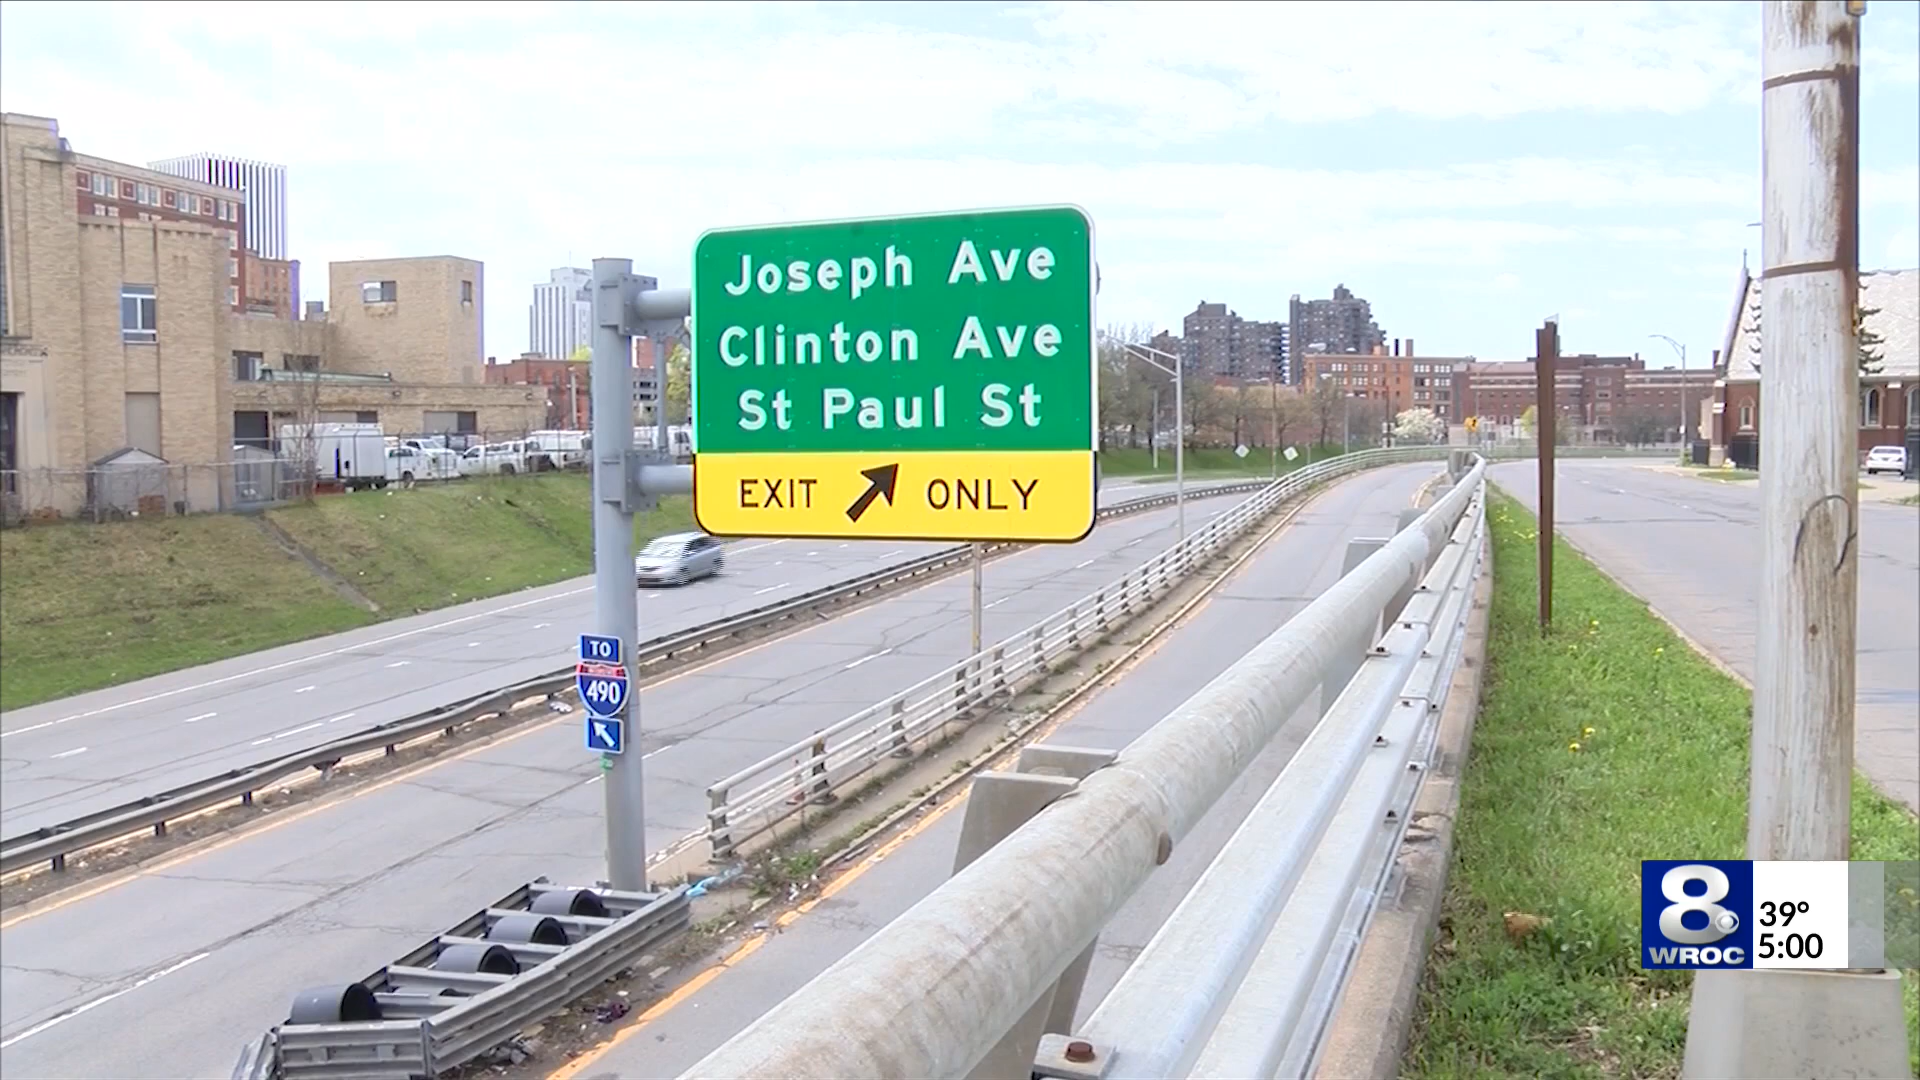 Joseph Ave
Clinton Ave
St Paul St
EXIT ONLY
TO
490
8
WROC
39°
5:00